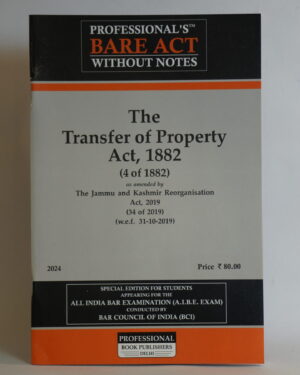 PROFESSIONAL'S™
BARE ACT
WITHOUT NOTES
The
Transfer of Property
Act, 1882
(4 of 1882)
as amended by
The Jammu and Kashmir Reorganisation
Act, 2019
(34 of 2019)
(w.e.f. 31-10-2019)
2024 Price ₹ 80.00
SPECIAL EDITION FOR STUDENTS
APPEARING FOR THE
ALL INDIA BAR EXAMINATION (A.I.B.E. EXAM)
CONDUCTED BY
BAR COUNCIL OF INDIA (BCI)
PROFESSIONAL
BOOK PUBLISHERS
DELHI